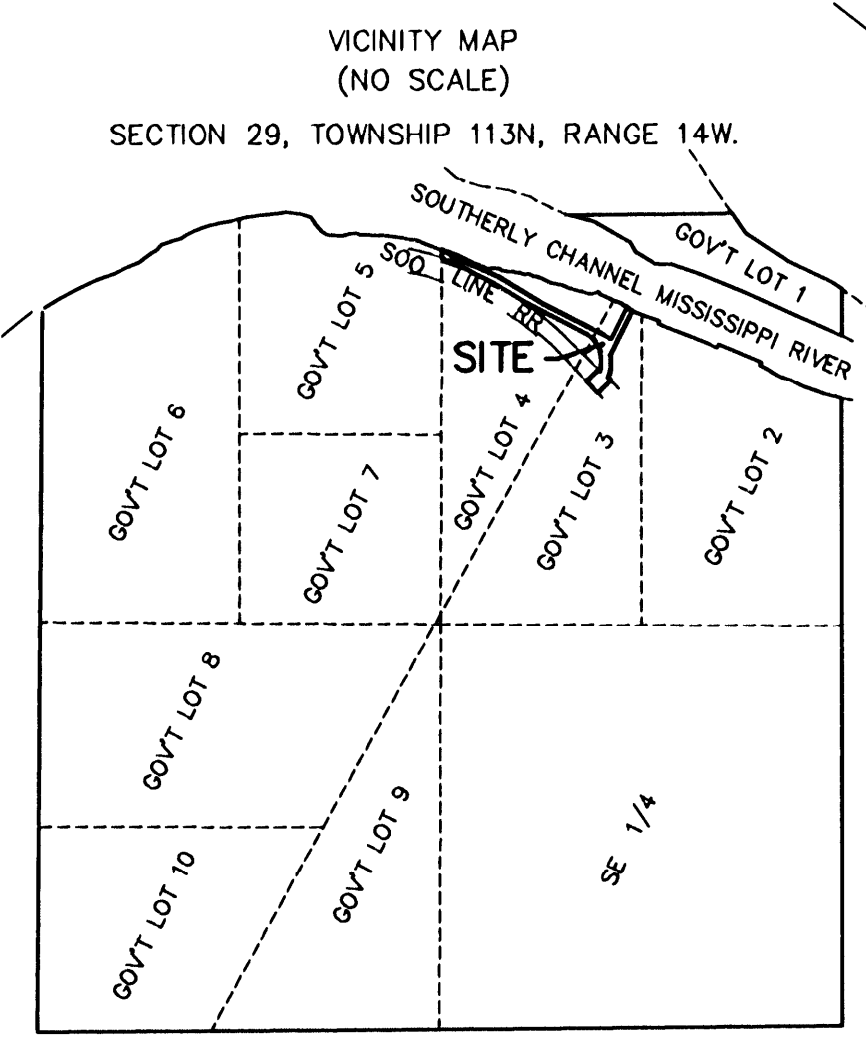 VICINITY MAP
(NO SCALE)
SECTION 29, TOWNSHIP 113N, RANGE 14W.
SOUTHERLY CHANNEL MISSISSIPPI RIVER
GOV'T LOT 1
SOO LINE RR
SITE
GOV'T LOT 5
GOV'T LOT 6
GOV'T LOT 4
GOV'T LOT 3
GOV'T LOT 2
GOV'T LOT 7
GOV'T LOT 8
GOV'T LOT 9
SE 1/4
GOV'T LOT 10